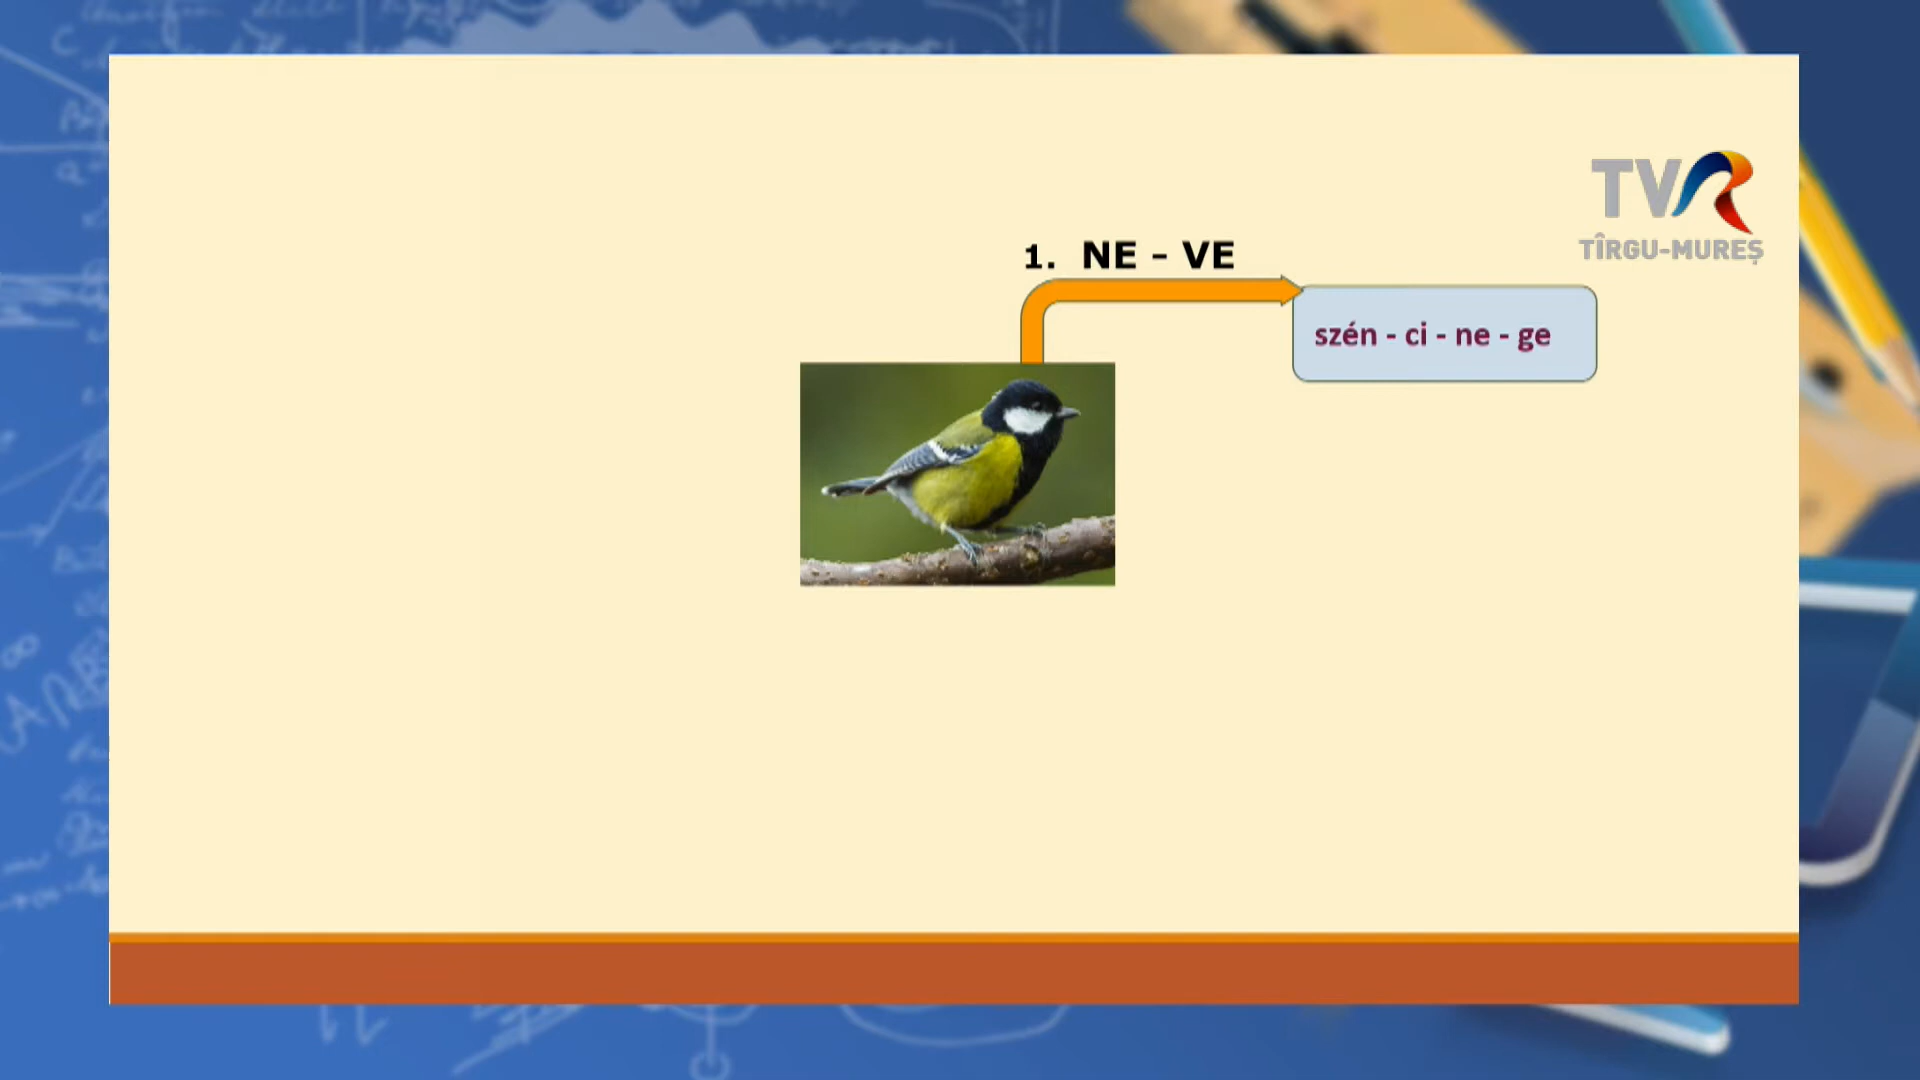 TVR
TÎRGU-MUREȘ
1. NE - VE
szén - ci - ne - ge